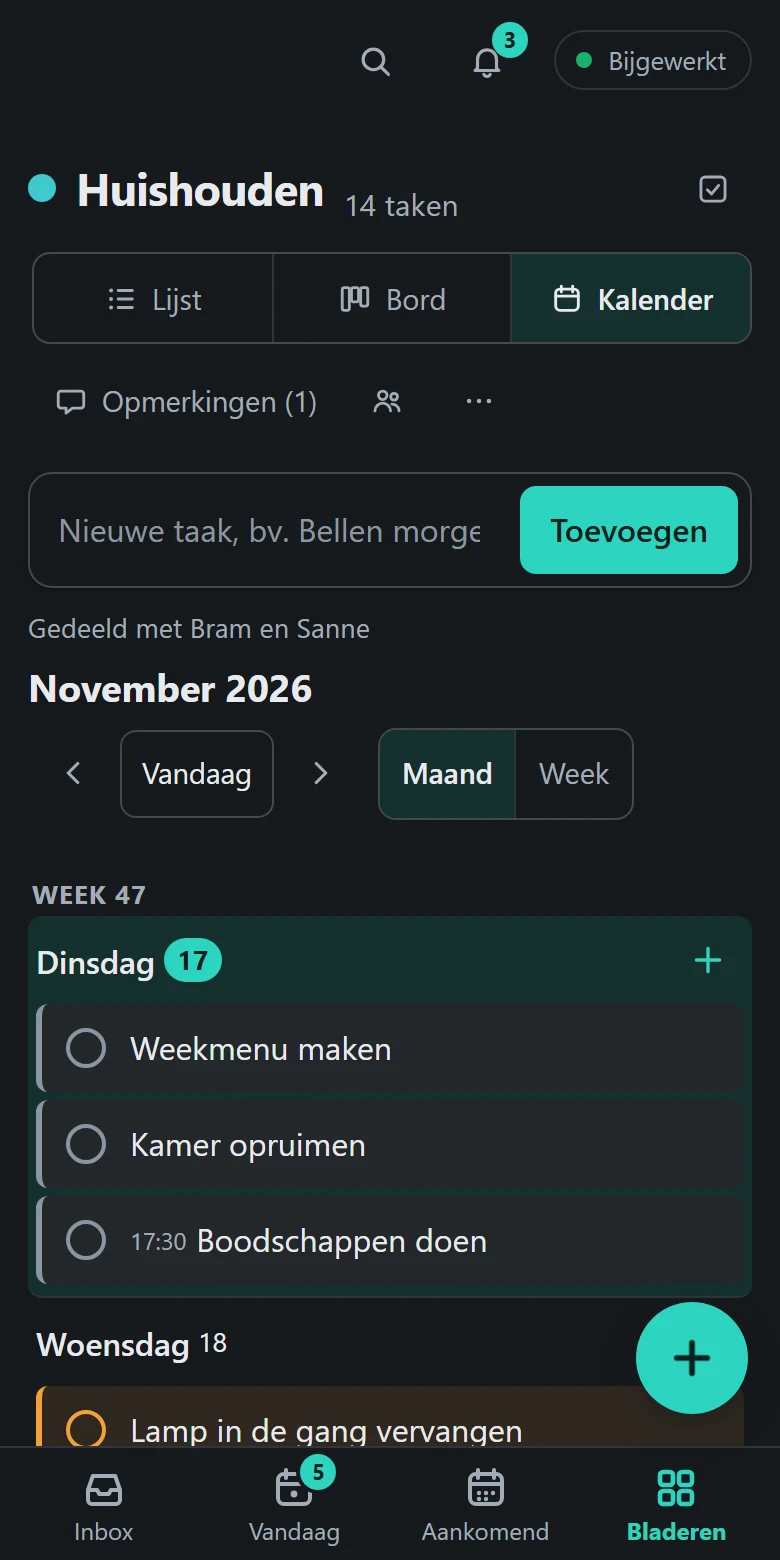 3
Bijgewerkt
Huishouden 14 taken
Lijst Bord Kalender
Opmerkingen (1)
Nieuwe taak, bv. Bellen morge Toevoegen
Gedeeld met Bram en Sanne
November 2026
Vandaag Maand Week
WEEK 47
Dinsdag 17
Weekmenu maken
Kamer opruimen
17:30 Boodschappen doen
Woensdag 18
Lamp in de gang vervangen
5
Inbox Vandaag Aankomend Bladeren